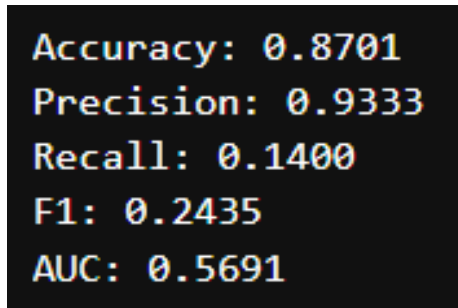 Accuracy: 0.8701
Precision: 0.9333
Recall: 0.1400
F1: 0.2435
AUC: 0.5691